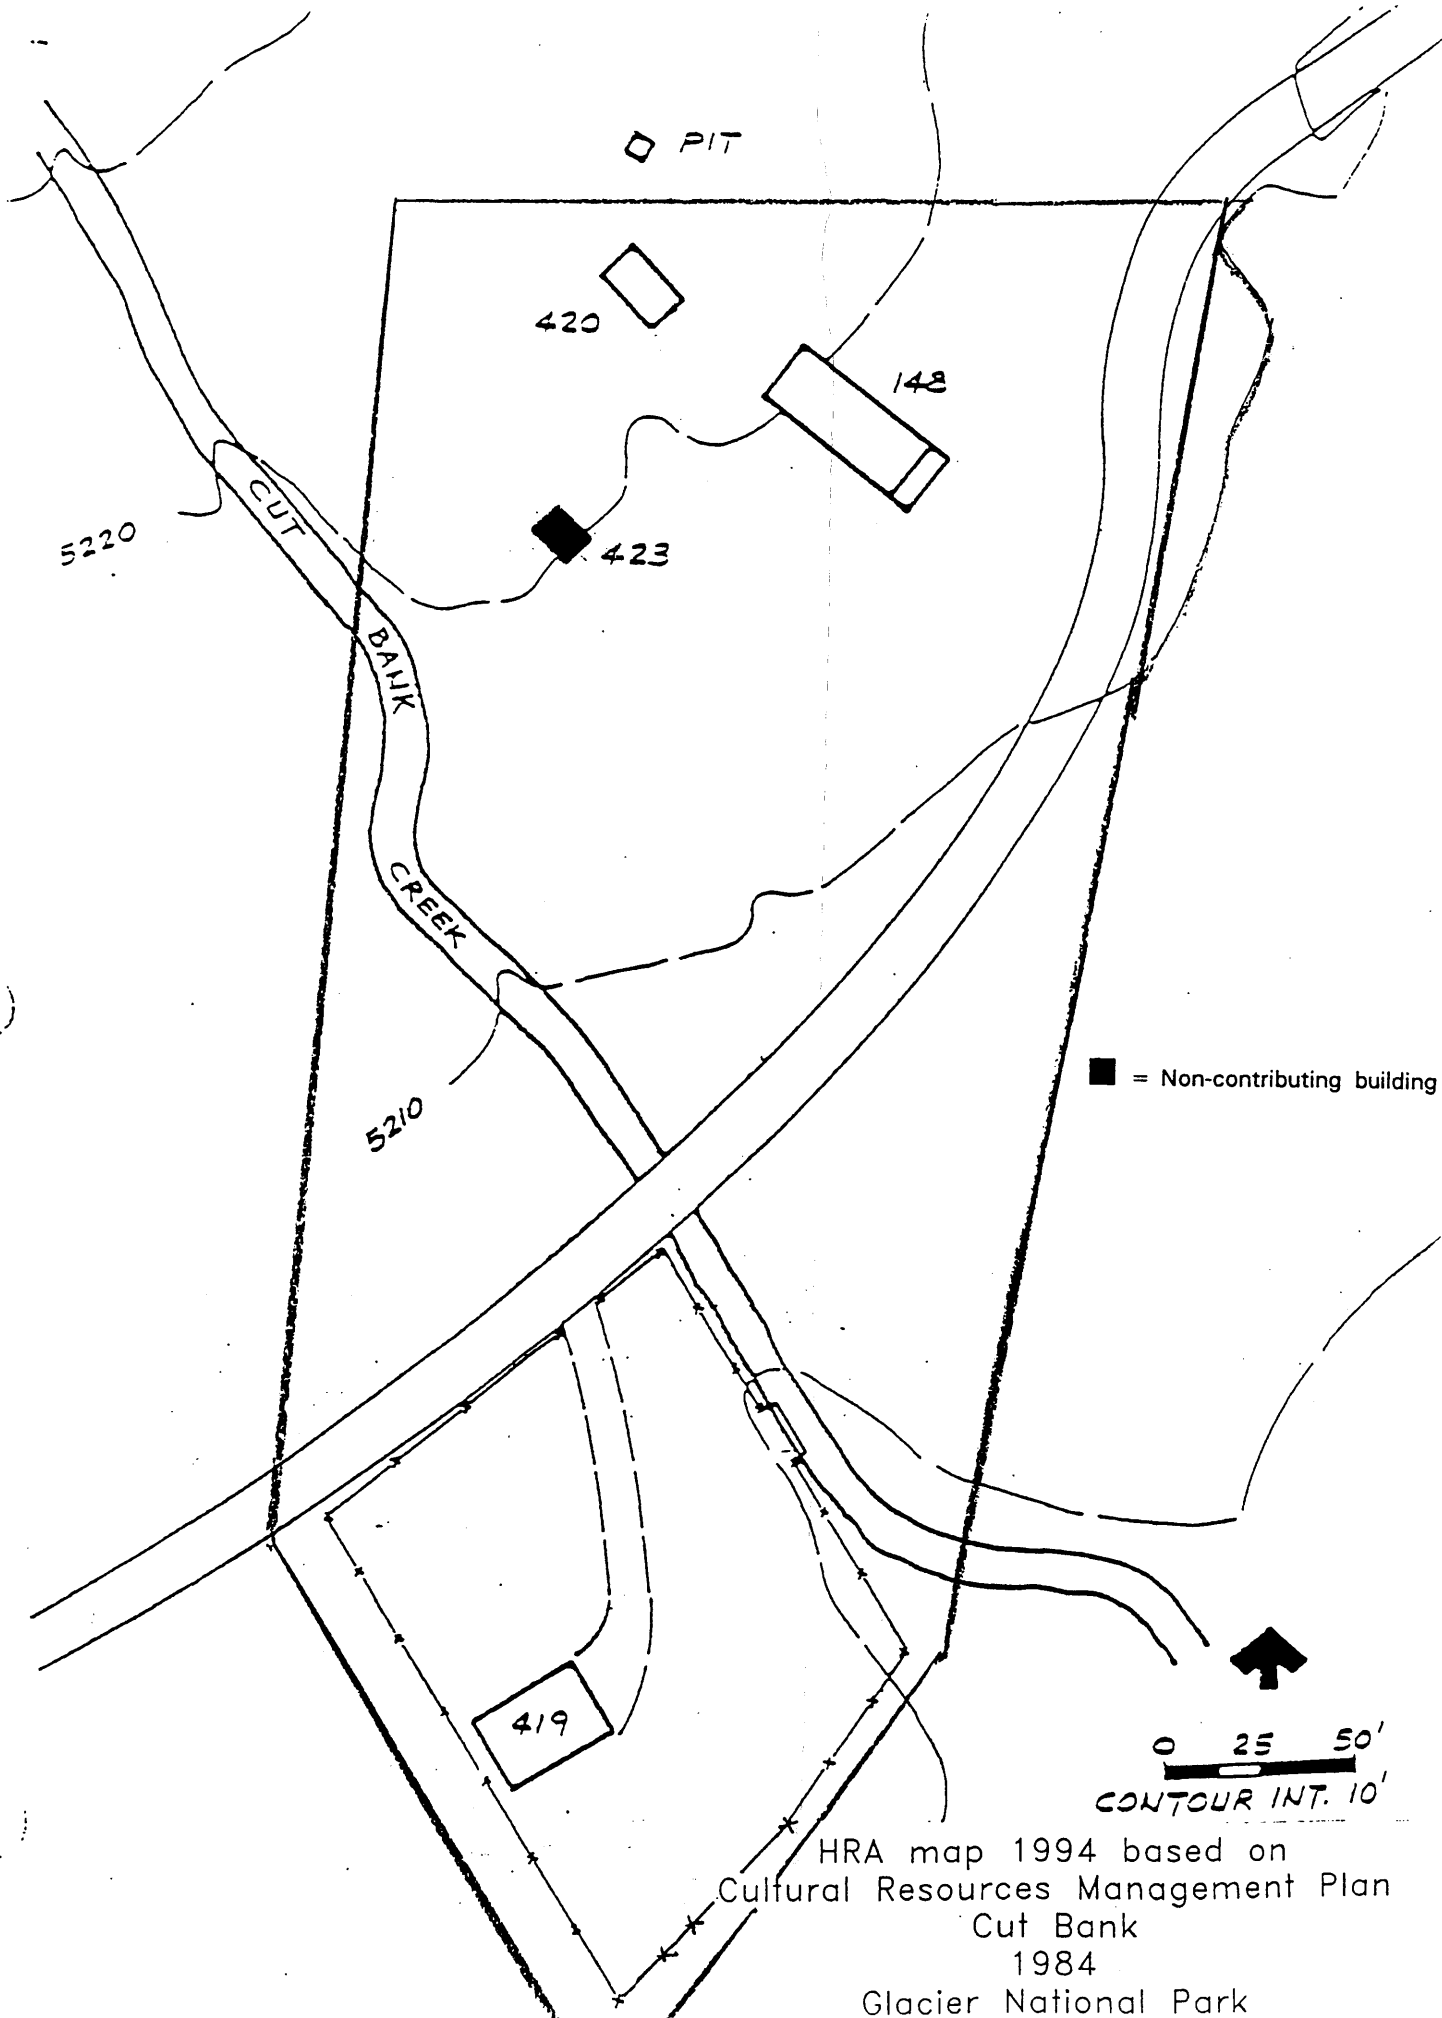 PIT
420
148
CUT
5220
423
BANK
CREEK
= Non-contributing building
5210
419
0 25 50'
CONTOUR INT. 10'
HRA map 1994 based on
Cultural Resources Management Plan
Cut Bank
1984
Glacier National Park